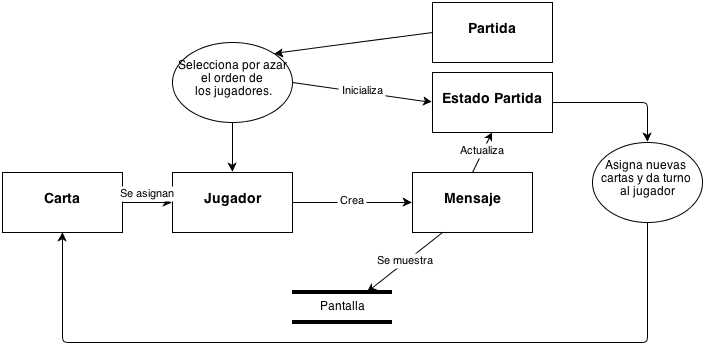 Partida
Selecciona por azar
el orden de
los jugadores.
Inicializa
Estado Partida
Actualiza
Asigna nuevas
cartas y da turno
al jugador
Carta
Se asignan
Jugador
Crea
Mensaje
Se muestra
Pantalla